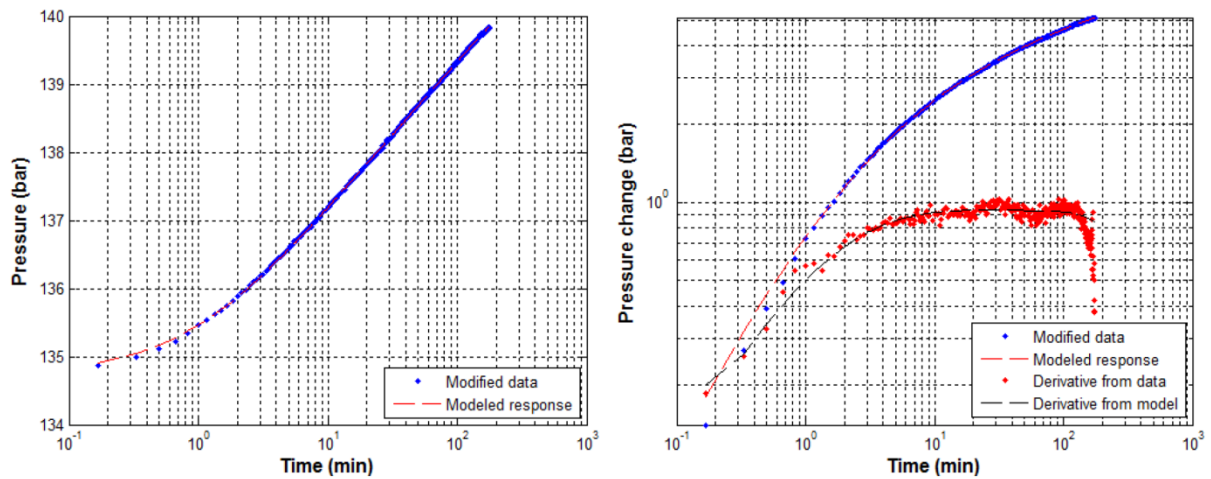 140
139
138
137
136
135
134
Pressure (bar)
10^-1
10^0
10^1
10^2
10^3
Time (min)
Modified data
Modeled response
10^0
Pressure change (bar)
10^-1
10^0
10^1
10^2
10^3
Time (min)
Modified data
Modeled response
Derivative from data
Derivative from model